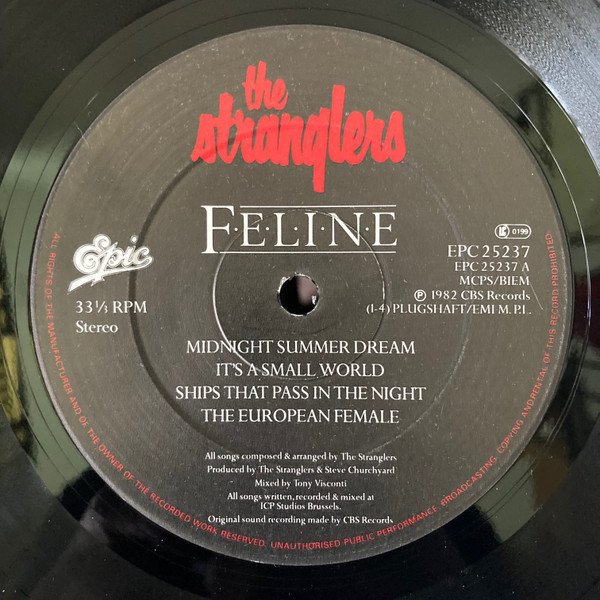 the
stranglers
F·E·L·I·N·E
Epic
33⅓ RPM
Stereo
LC 0199
EPC 25237
EPC 25237 A
MCPS/BIEM
℗ 1982 CBS Records
(1-4) PLUGSHAFT/EMI M.P.L.
MIDNIGHT SUMMER DREAM
IT'S A SMALL WORLD
SHIPS THAT PASS IN THE NIGHT
THE EUROPEAN FEMALE
All songs composed & arranged by The Stranglers
Produced by The Stranglers & Steve Churchyard
Mixed by Tony Visconti
All songs written, recorded & mixed at
ICP Studios Brussels.
Original sound recording made by CBS Records
ALL RIGHTS OF THE MANUFACTURER AND OF THE OWNER OF THE RECORDED WORK RESERVED. UNAUTHORISED PUBLIC PERFORMANCE, BROADCASTING, COPYING AND RENTAL OF THIS RECORD PROHIBITED.